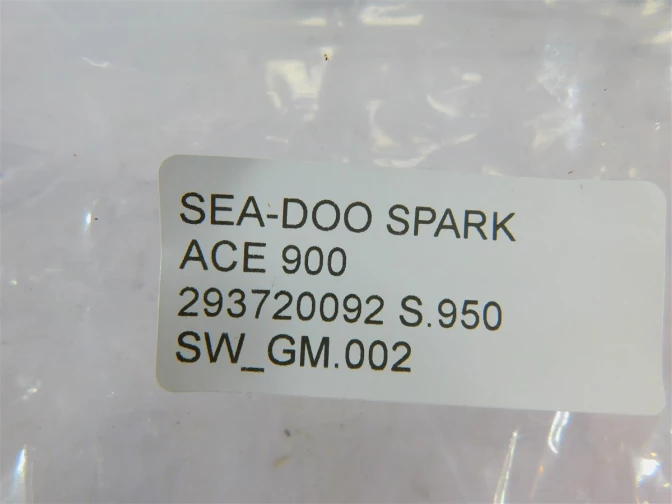 SEA-DOO SPARK
ACE 900
293720092 S.950
SW_GM.002